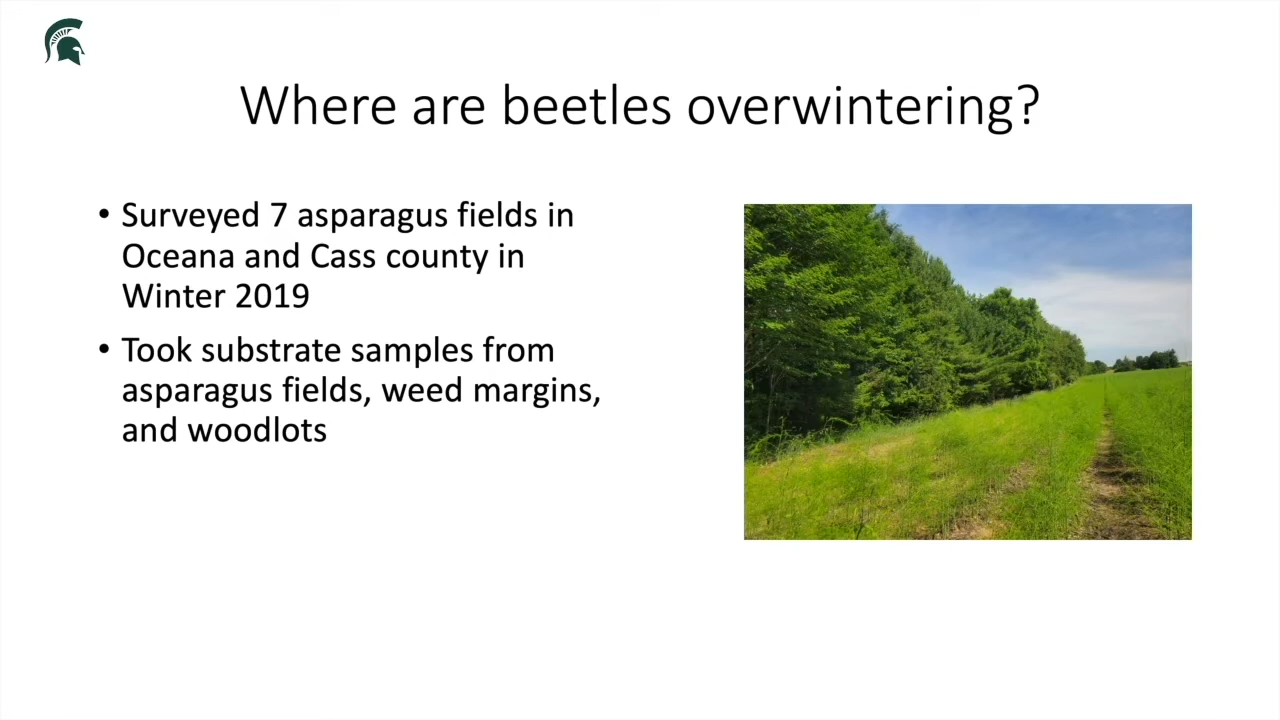 Where are beetles overwintering?
• Surveyed 7 asparagus fields in
Oceana and Cass county in
Winter 2019
• Took substrate samples from
asparagus fields, weed margins,
and woodlots